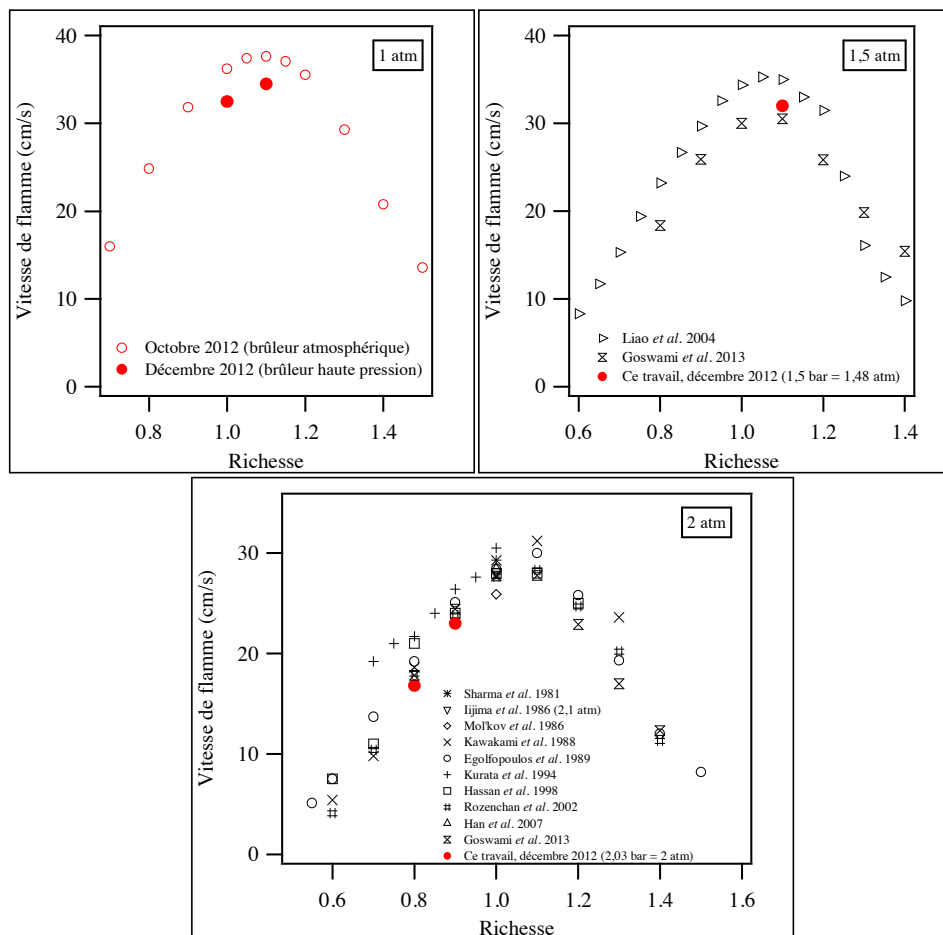 1 atm
40
30
20
10
0
Vitesse de flamme (cm/s)
Octobre 2012 (brûleur atmosphérique)
Décembre 2012 (brûleur haute pression)
0.8
1.0
1.2
1.4
Richesse
1,5 atm
40
30
20
10
0
Vitesse de flamme (cm/s)
Liao et al. 2004
Goswami et al. 2013
Ce travail, décembre 2012 (1,5 bar = 1,48 atm)
0.6
0.8
1.0
1.2
1.4
Richesse
2 atm
30
20
10
0
Vitesse de flamme (cm/s)
Sharma et al. 1981
Iijima et al. 1986 (2,1 atm)
Mol'kov et al. 1986
Kawakami et al. 1988
Egolfopoulos et al. 1989
Kurata et al. 1994
Hassan et al. 1998
Rozenchan et al. 2002
Han et al. 2007
Goswami et al. 2013
Ce travail, décembre 2012 (2,03 bar = 2 atm)
0.6
0.8
1.0
1.2
1.4
1.6
Richesse